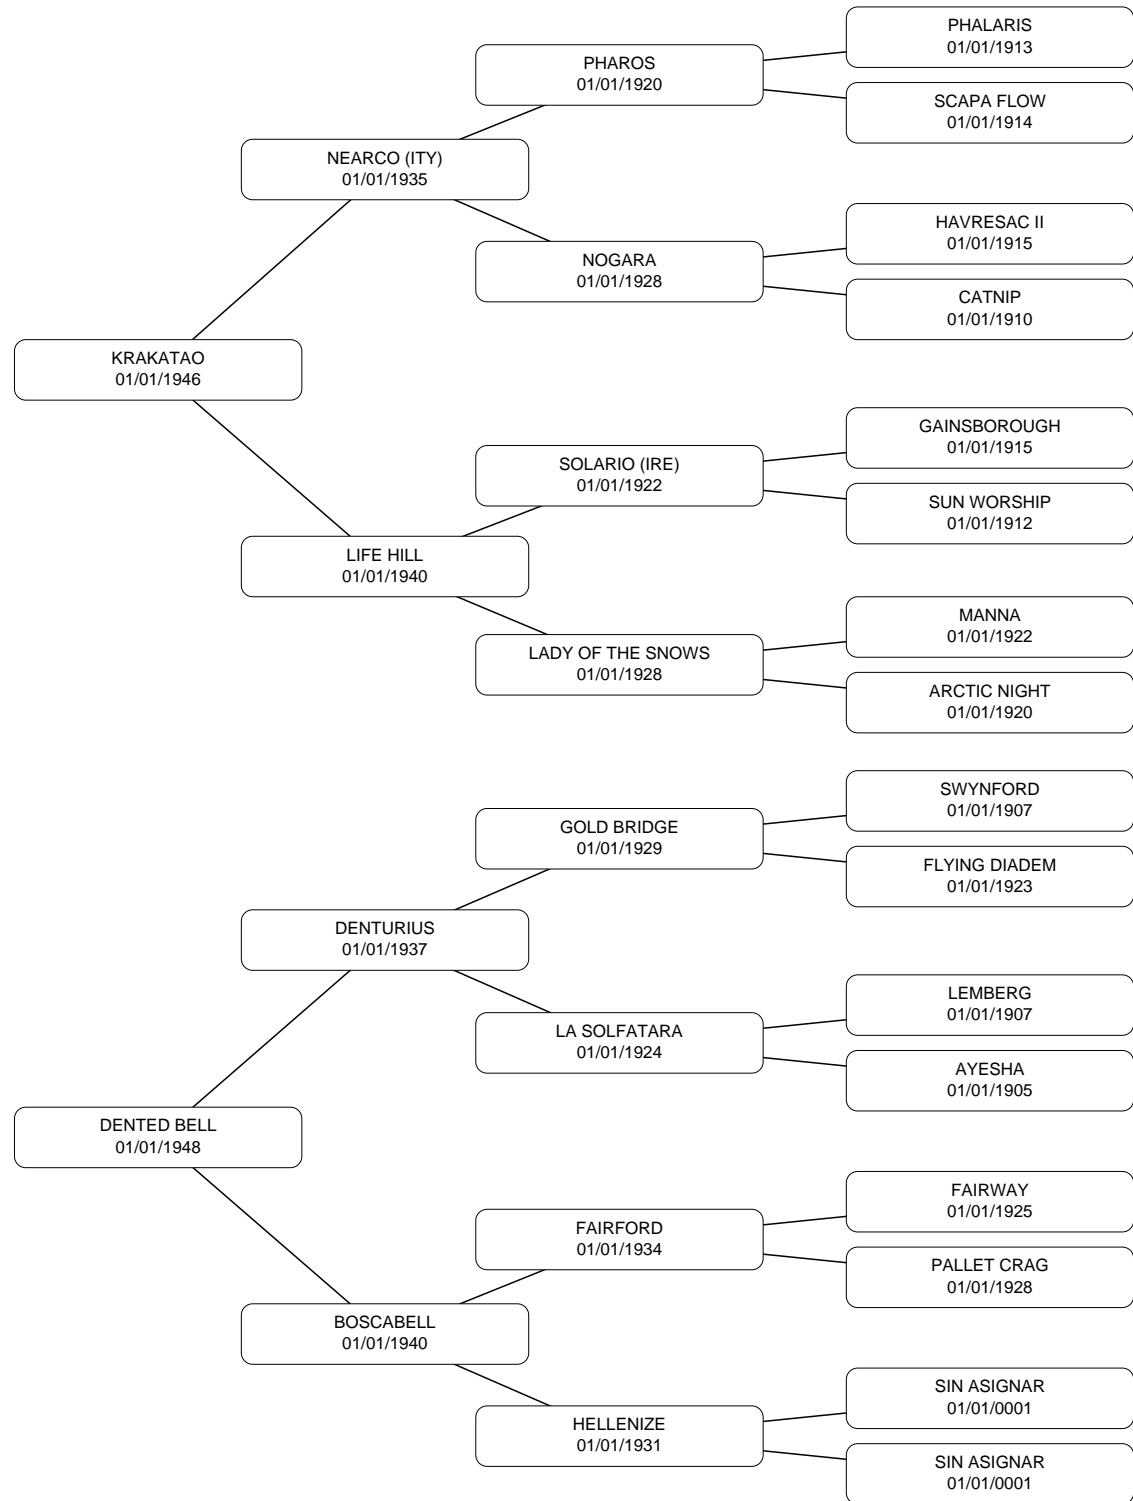 PHALARIS
01/01/1913
PHAROS
01/01/1920
SCAPA FLOW
01/01/1914
NEARCO (ITY)
01/01/1935
HAVRESAC II
01/01/1915
NOGARA
01/01/1928
CATNIP
01/01/1910
KRAKATAO
01/01/1946
GAINSBOROUGH
01/01/1915
SOLARIO (IRE)
01/01/1922
SUN WORSHIP
01/01/1912
LIFE HILL
01/01/1940
MANNA
01/01/1922
LADY OF THE SNOWS
01/01/1928
ARCTIC NIGHT
01/01/1920
SWYNFORD
01/01/1907
GOLD BRIDGE
01/01/1929
FLYING DIADEM
01/01/1923
DENTURIUS
01/01/1937
LEMBERG
01/01/1907
LA SOLFATARA
01/01/1924
AYESHA
01/01/1905
DENTED BELL
01/01/1948
FAIRWAY
01/01/1925
FAIRFORD
01/01/1934
PALLET CRAG
01/01/1928
BOSCABELL
01/01/1940
SIN ASIGNAR
01/01/0001
HELLENIZE
01/01/1931
SIN ASIGNAR
01/01/0001